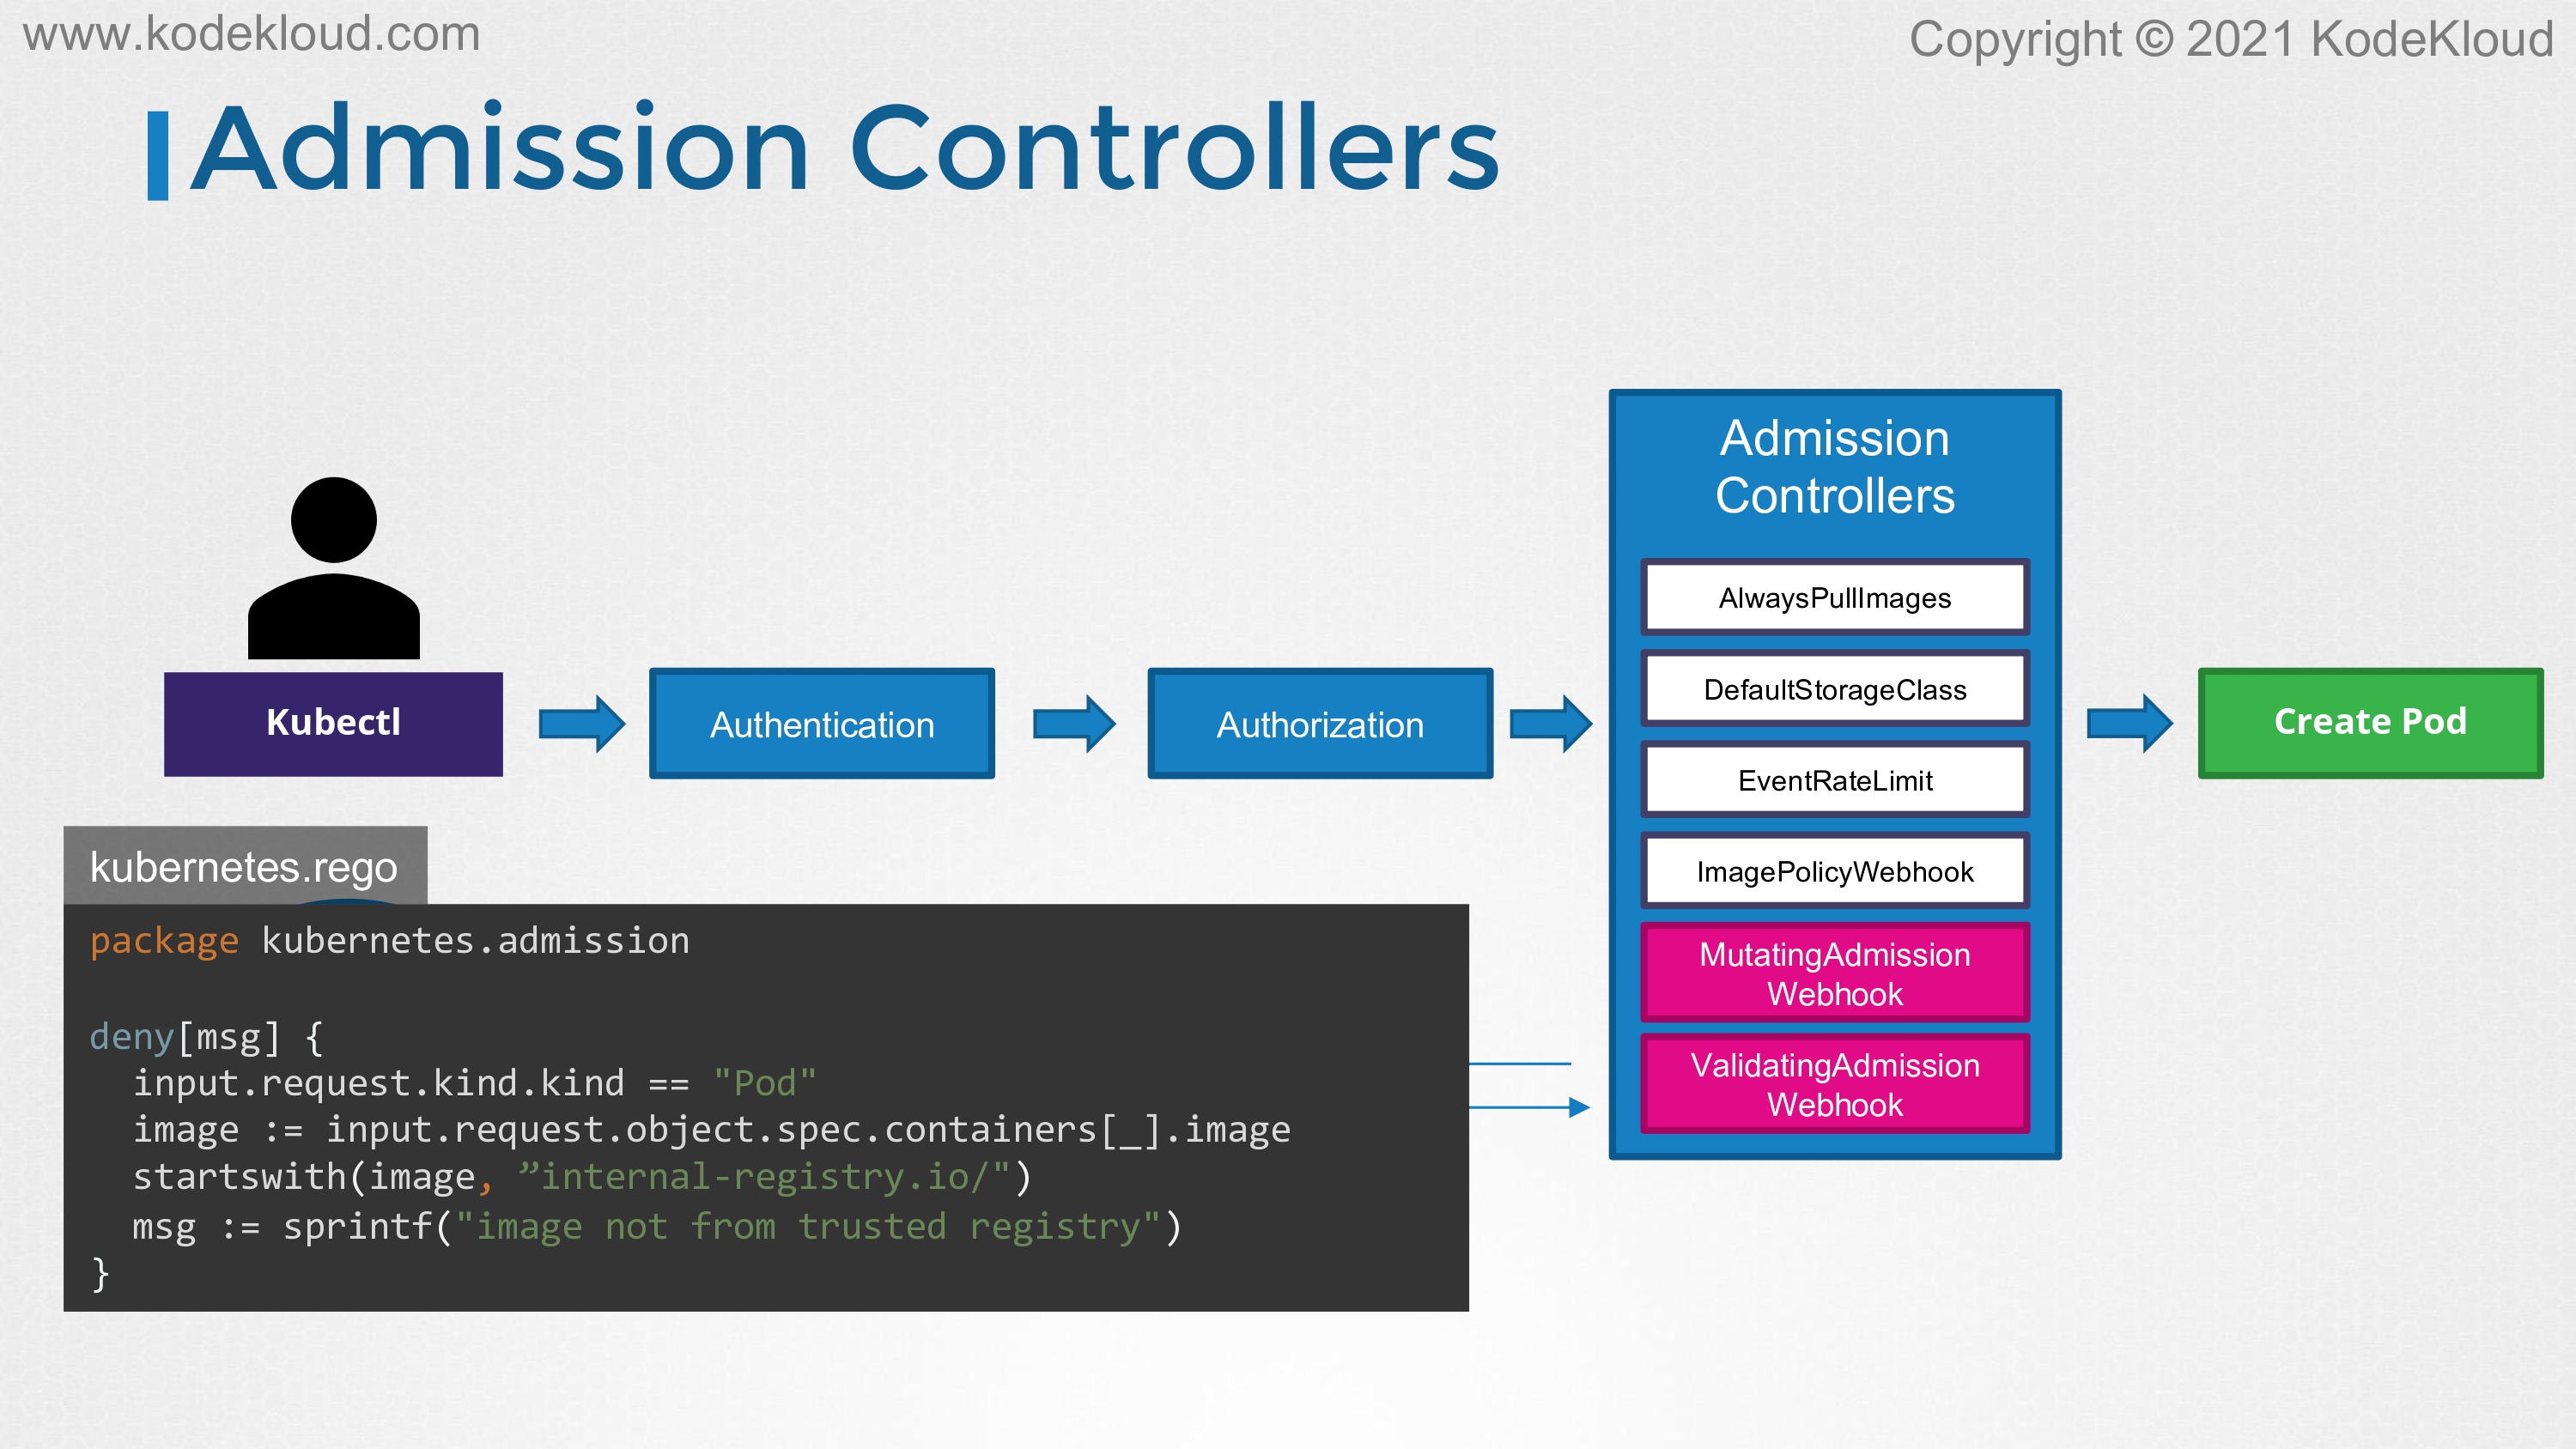 www.kodekloud.com
Copyright © 2021 KodeKloud
Admission Controllers
Kubectl
Authentication
Authorization
Admission
Controllers
AlwaysPullImages
DefaultStorageClass
EventRateLimit
ImagePolicyWebhook
MutatingAdmission
Webhook
ValidatingAdmission
Webhook
Create Pod
kubernetes.rego
package kubernetes.admission
deny[msg] {
  input.request.kind.kind == "Pod"
  image := input.request.object.spec.containers[_].image
  startswith(image, ”internal-registry.io/")
  msg := sprintf("image not from trusted registry")
}